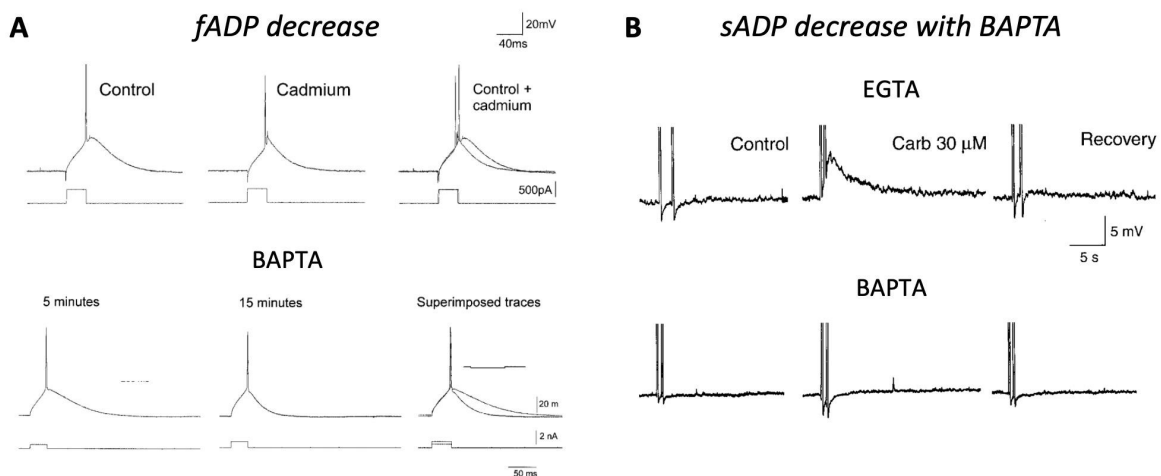 A
fADP decrease
20mV
40ms
Control
Cadmium
Control +
cadmium
500pA
BAPTA
5 minutes
15 minutes
Superimposed traces
20 m
2 nA
50 ms
B
sADP decrease with BAPTA
EGTA
Control
Carb 30 μM
Recovery
5 mV
5 s
BAPTA